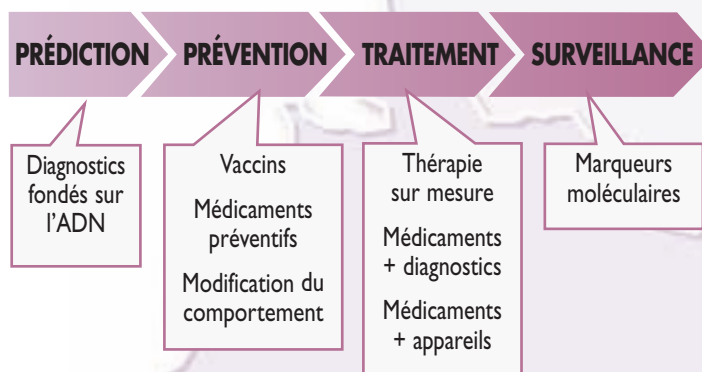 PRÉDICTION
PRÉVENTION
TRAITEMENT
SURVEILLANCE
Diagnostics
fondés sur
l’ADN
Vaccins
Médicaments
préventifs
Modification du
comportement
Thérapie
sur mesure
Médicaments
+ diagnostics
Médicaments
+ appareils
Marqueurs
moléculaires